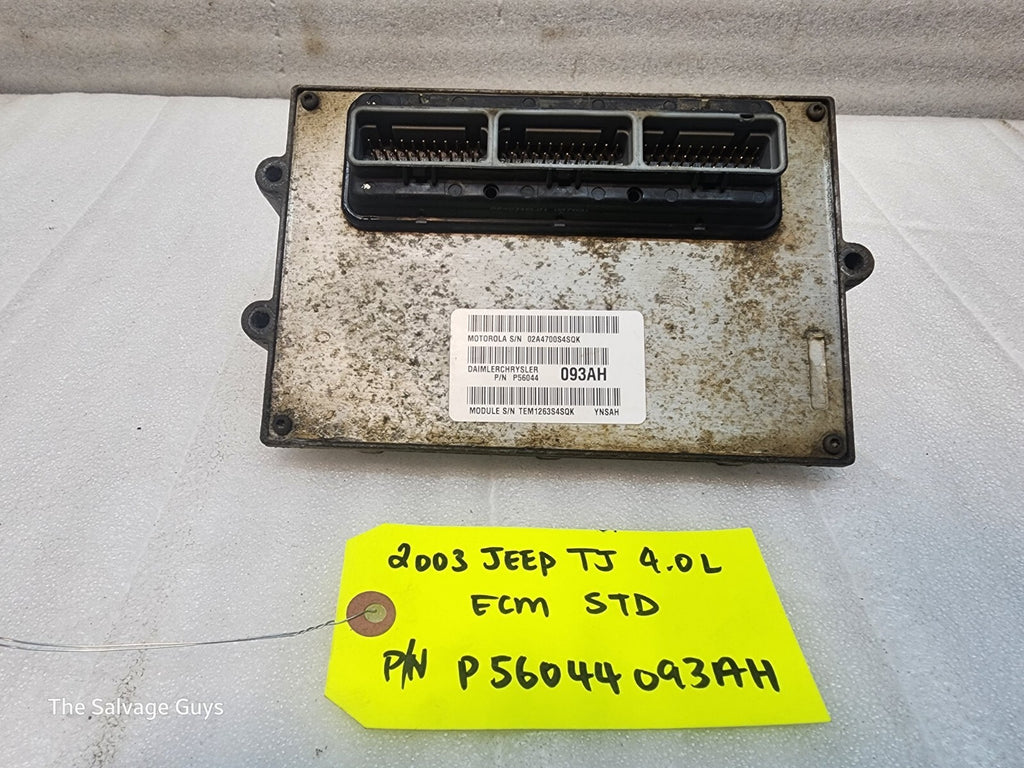 MOTOROLA S/N 02A4700S4SQK
DAIMLERCHRYSLER
P/N P56044 093AH
MODULE S/N TEM1263S4SQK YNSAH
2003 JEEP TJ 4.0L
ECM STD
P/N P56044093AH
The Salvage Guys